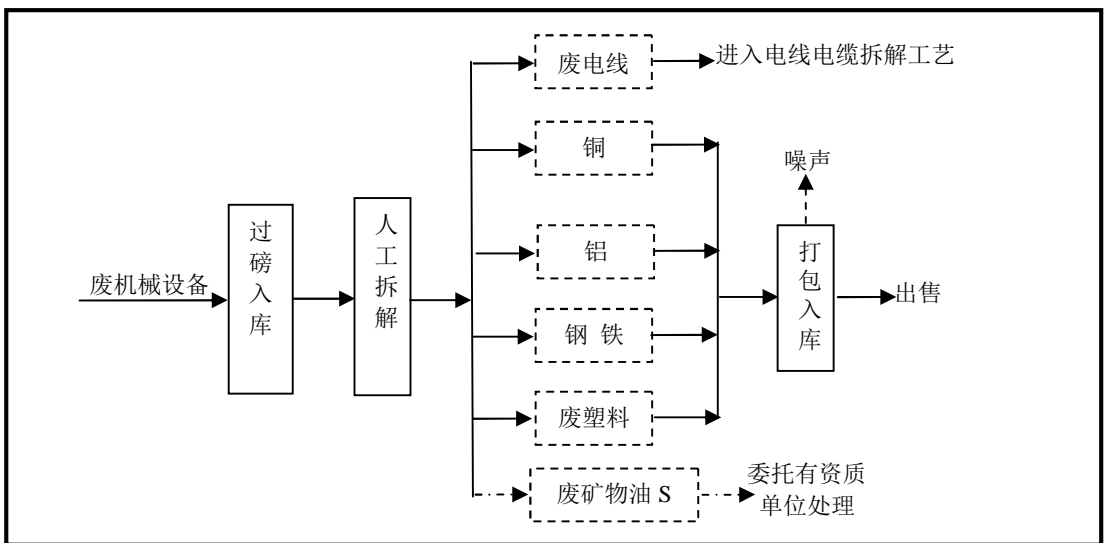 废电线
进入电线电缆拆解工艺
铜
噪声
废机械设备
过磅入库
人工拆解
铝
打包入库
出售
钢 铁
废塑料
废矿物油 S
委托有资质
单位处理